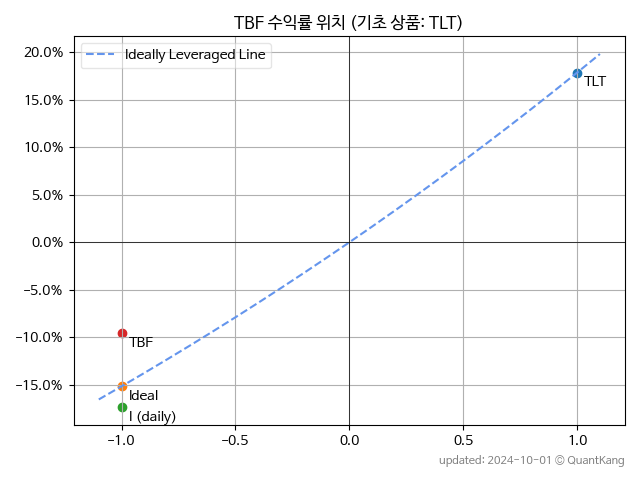 TBF 수익률 위치 (기초 상품: TLT)
Ideally Leveraged Line
20.0%
15.0%
10.0%
5.0%
0.0%
−5.0%
−10.0%
−15.0%
TLT
TBF
Ideal
I (daily)
−1.0 −0.5 0.0 0.5 1.0
updated: 2024-10-01 © QuantKang